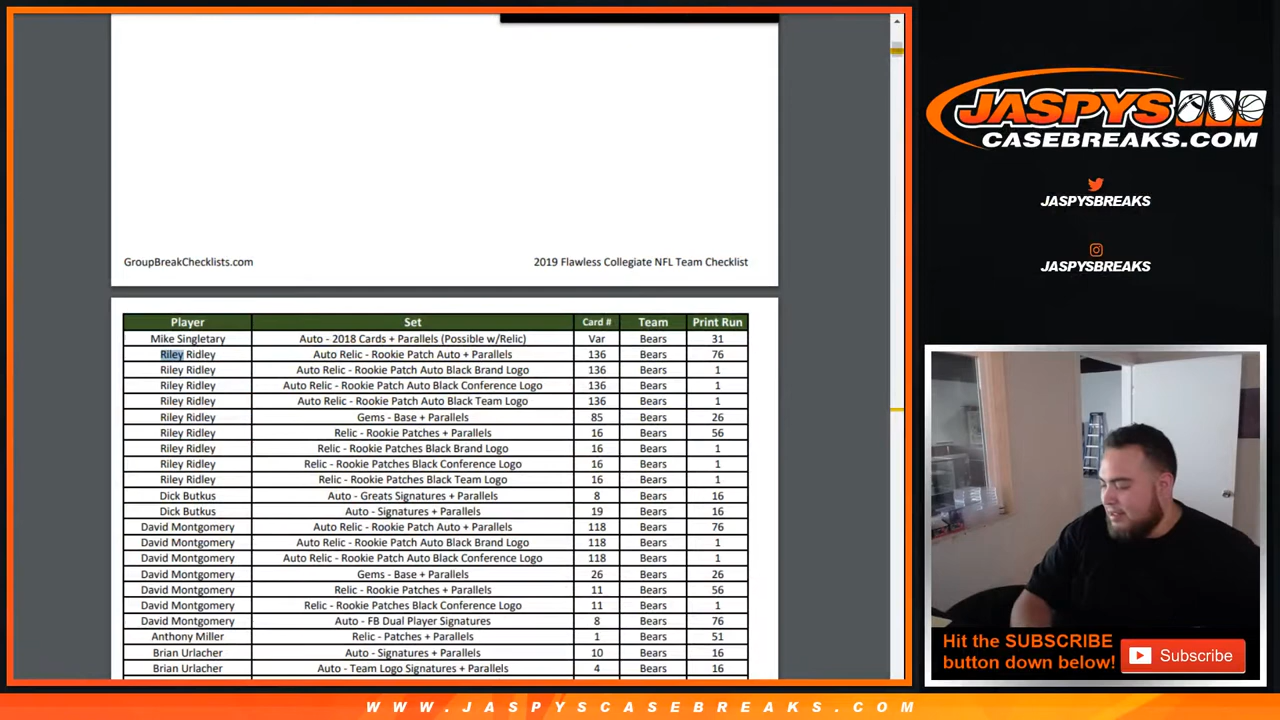 GroupBreakChecklists.com
2019 Flawless Collegiate NFL Team Checklist
Player Set Card # Team Print Run
Mike Singletary Auto - 2018 Cards + Parallels (Possible w/Relic) Var Bears 31
Riley Ridley Auto Relic - Rookie Patch Auto + Parallels 136 Bears 76
Riley Ridley Auto Relic - Rookie Patch Auto Black Brand Logo 136 Bears 1
Riley Ridley Auto Relic - Rookie Patch Auto Black Conference Logo 136 Bears 1
Riley Ridley Auto Relic - Rookie Patch Auto Black Team Logo 136 Bears 1
Riley Ridley Gems - Base + Parallels 85 Bears 26
Riley Ridley Relic - Rookie Patches + Parallels 16 Bears 56
Riley Ridley Relic - Rookie Patches Black Brand Logo 16 Bears 1
Riley Ridley Relic - Rookie Patches Black Conference Logo 16 Bears 1
Riley Ridley Relic - Rookie Patches Black Team Logo 16 Bears 1
Dick Butkus Auto - Greats Signatures + Parallels 8 Bears 16
Dick Butkus Auto - Signatures + Parallels 19 Bears 16
David Montgomery Auto Relic - Rookie Patch Auto + Parallels 118 Bears 76
David Montgomery Auto Relic - Rookie Patch Auto Black Brand Logo 118 Bears 1
David Montgomery Auto Relic - Rookie Patch Auto Black Conference Logo 118 Bears 1
David Montgomery Gems - Base + Parallels 26 Bears 26
David Montgomery Relic - Rookie Patches + Parallels 11 Bears 56
David Montgomery Relic - Rookie Patches Black Conference Logo 11 Bears 1
David Montgomery Auto - FB Dual Player Signatures 8 Bears 76
Anthony Miller Relic - Patches + Parallels 1 Bears 51
Brian Urlacher Auto - Signatures + Parallels 10 Bears 16
Brian Urlacher Auto - Team Logo Signatures + Parallels 4 Bears 16
JASPYS
CASEBREAKS.COM
JASPYSBREAKS
JASPYSBREAKS
Hit the SUBSCRIBE
button down below!
Subscribe
WWW.JASPYSCASEBREAKS.COM